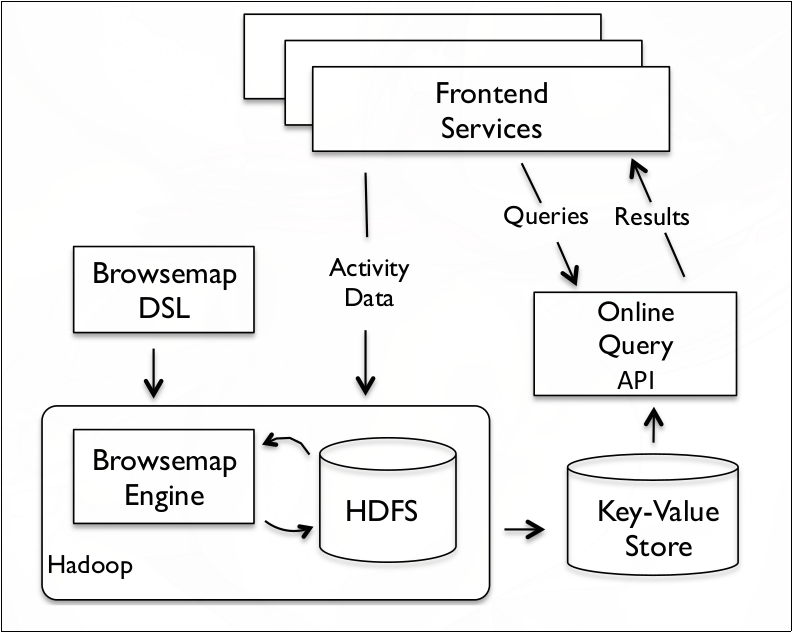 Frontend
Services
Queries
Results
Activity
Data
Browsemap
DSL
Online
Query
API
Browsemap
Engine
HDFS
Key-Value
Store
Hadoop